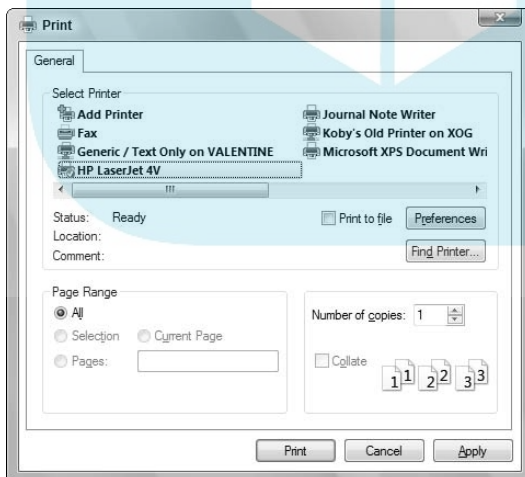 Print
General
Select Printer
Add Printer
Journal Note Writer
Fax
Koby's Old Printer on XOG
Generic / Text Only on VALENTINE
Microsoft XPS Document Wri
HP LaserJet 4V
Status: Ready
Print to file
Preferences
Location:
Comment:
Find Printer...
Page Range
All
Selection
Current Page
Pages:
Number of copies: 1
Collate
1 1 2 2 3 3
Print
Cancel
Apply